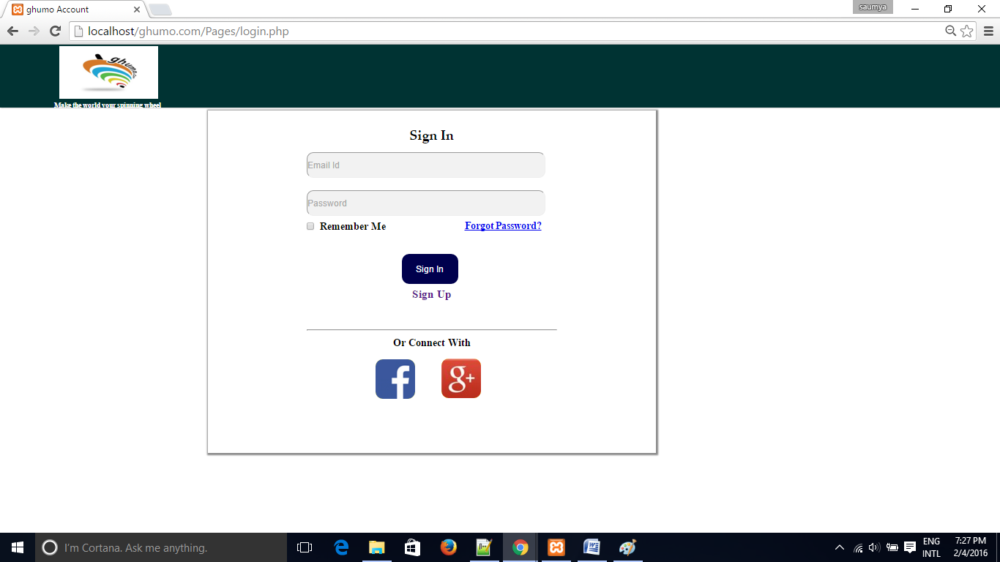 ghumo Account
saumya
localhost/ghumo.com/Pages/login.php
ghumo
Make the world your spinning wheel
Sign In
Email Id
Password
Remember Me
Forgot Password?
Sign In
Sign Up
Or Connect With
f
g+
I'm Cortana. Ask me anything.
ENG
INTL
7:27 PM
2/4/2016